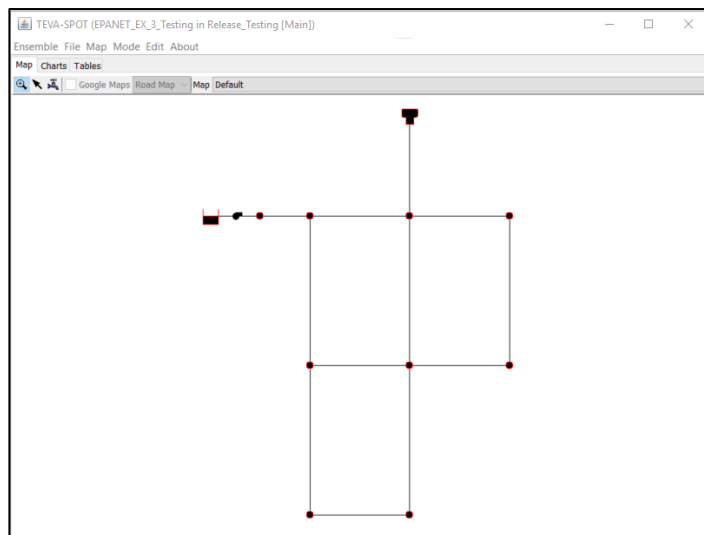 TEVA-SPOT (EPANET_EX_3_Testing in Release_Testing [Main])
Ensemble File Map Mode Edit About
Map Charts Tables
Google Maps Road Map Map Default